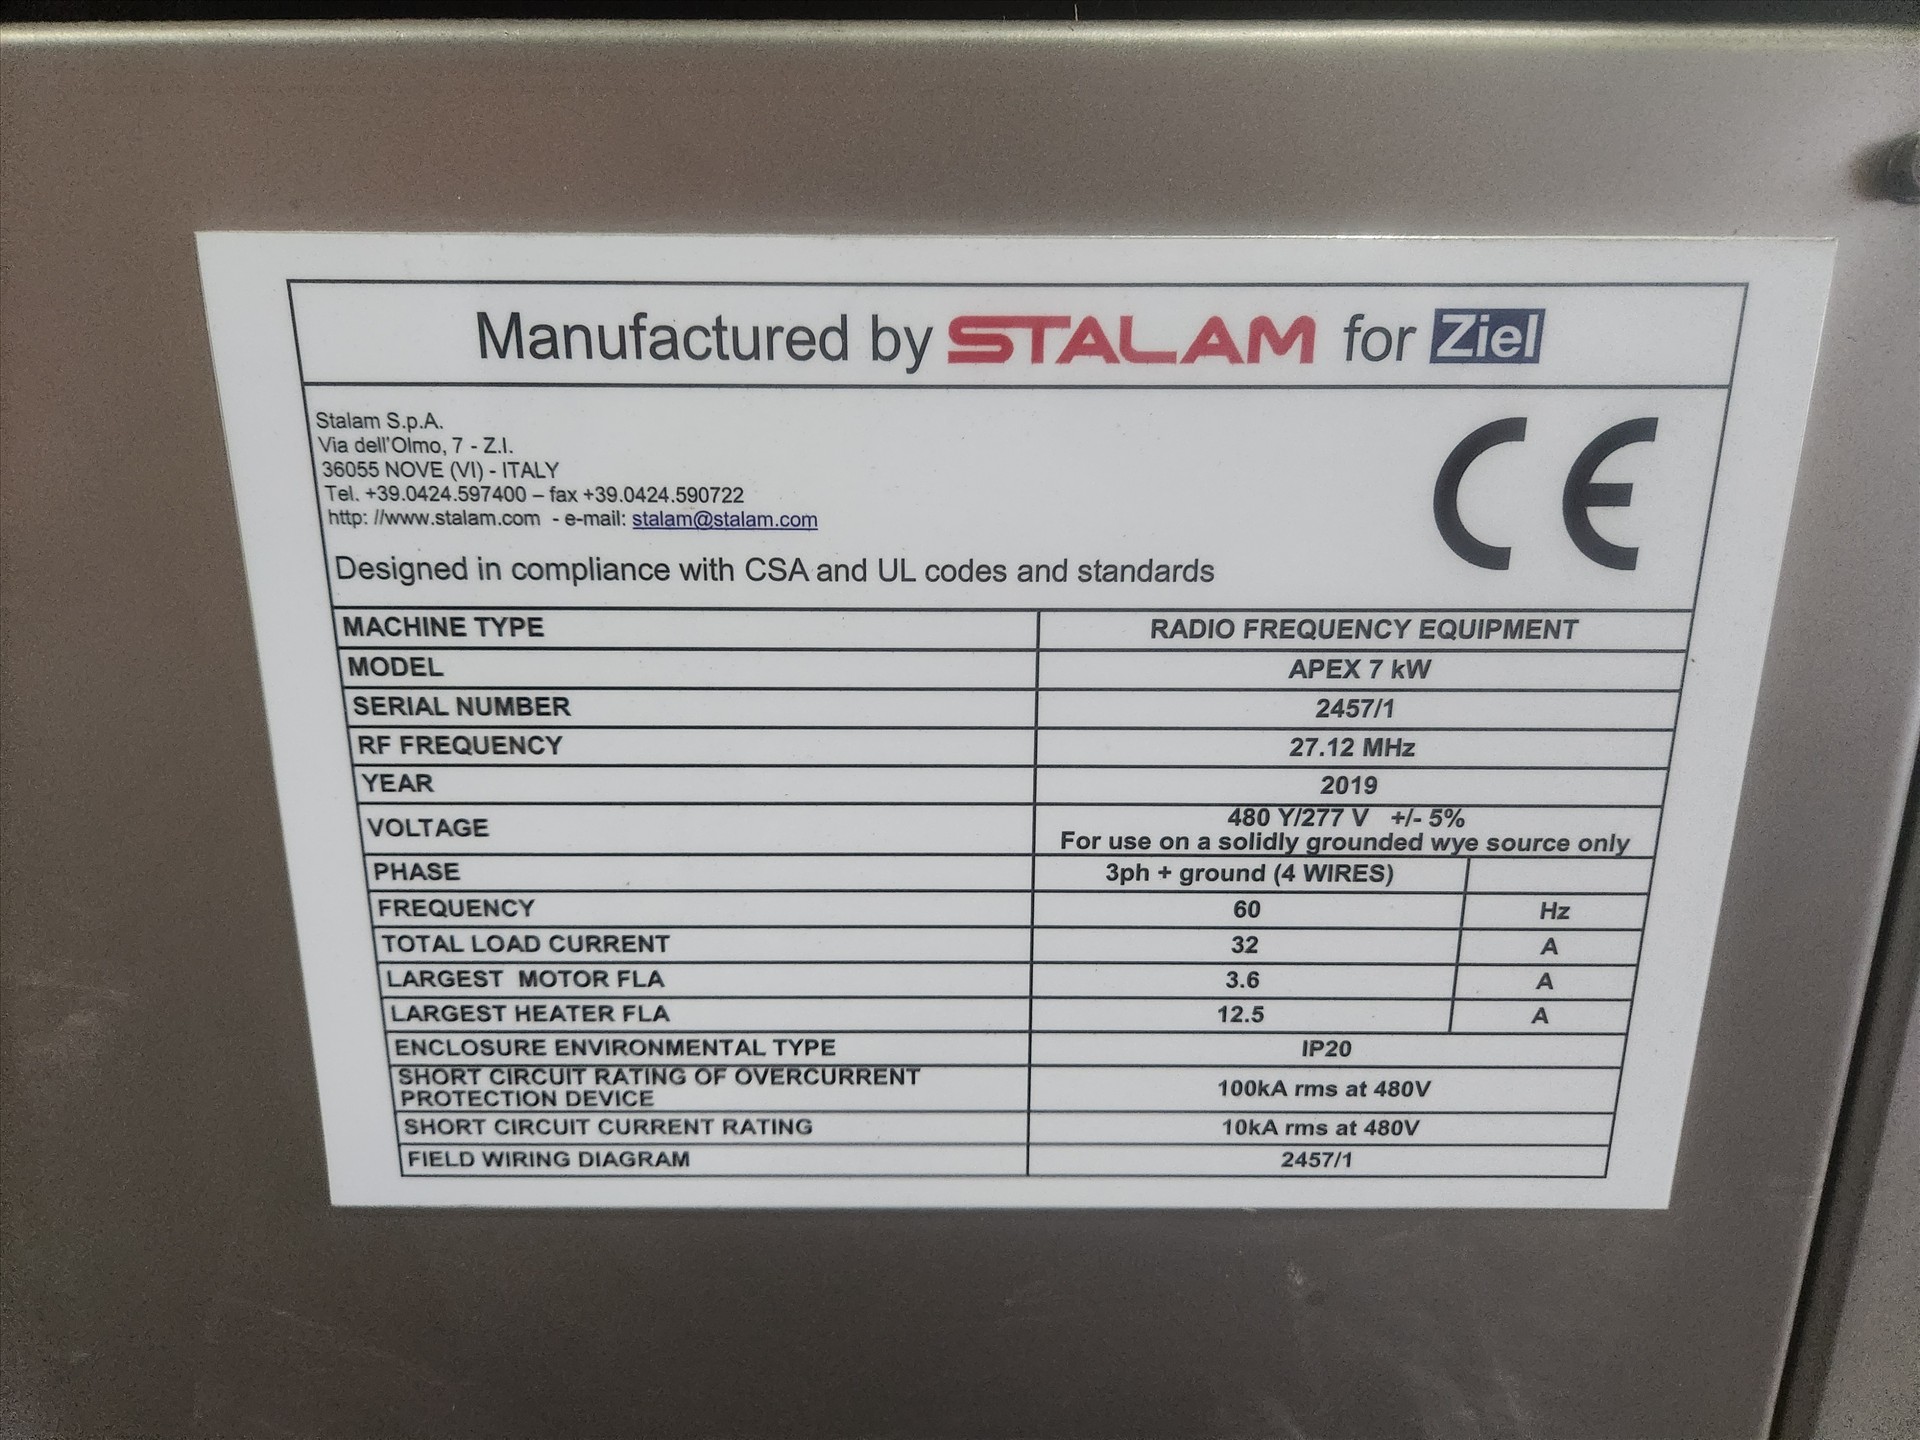 Manufactured by STALAM for Ziel
Stalam S.p.A.
Via dell'Olmo, 7 - Z.I.
36055 NOVE (VI) - ITALY
Tel. +39.0424.597400 – fax +39.0424.590722
http: //www.stalam.com - e-mail: stalam@stalam.com
CE
Designed in compliance with CSA and UL codes and standards
MACHINE TYPE RADIO FREQUENCY EQUIPMENT
MODEL APEX 7 kW
SERIAL NUMBER 2457/1
RF FREQUENCY 27.12 MHz
YEAR 2019
VOLTAGE 480 Y/277 V +/- 5%
For use on a solidly grounded wye source only
PHASE 3ph + ground (4 WIRES)
FREQUENCY 60 Hz
TOTAL LOAD CURRENT 32 A
LARGEST MOTOR FLA 3.6 A
LARGEST HEATER FLA 12.5 A
ENCLOSURE ENVIRONMENTAL TYPE IP20
SHORT CIRCUIT RATING OF OVERCURRENT
PROTECTION DEVICE 100kA rms at 480V
SHORT CIRCUIT CURRENT RATING 10kA rms at 480V
FIELD WIRING DIAGRAM 2457/1